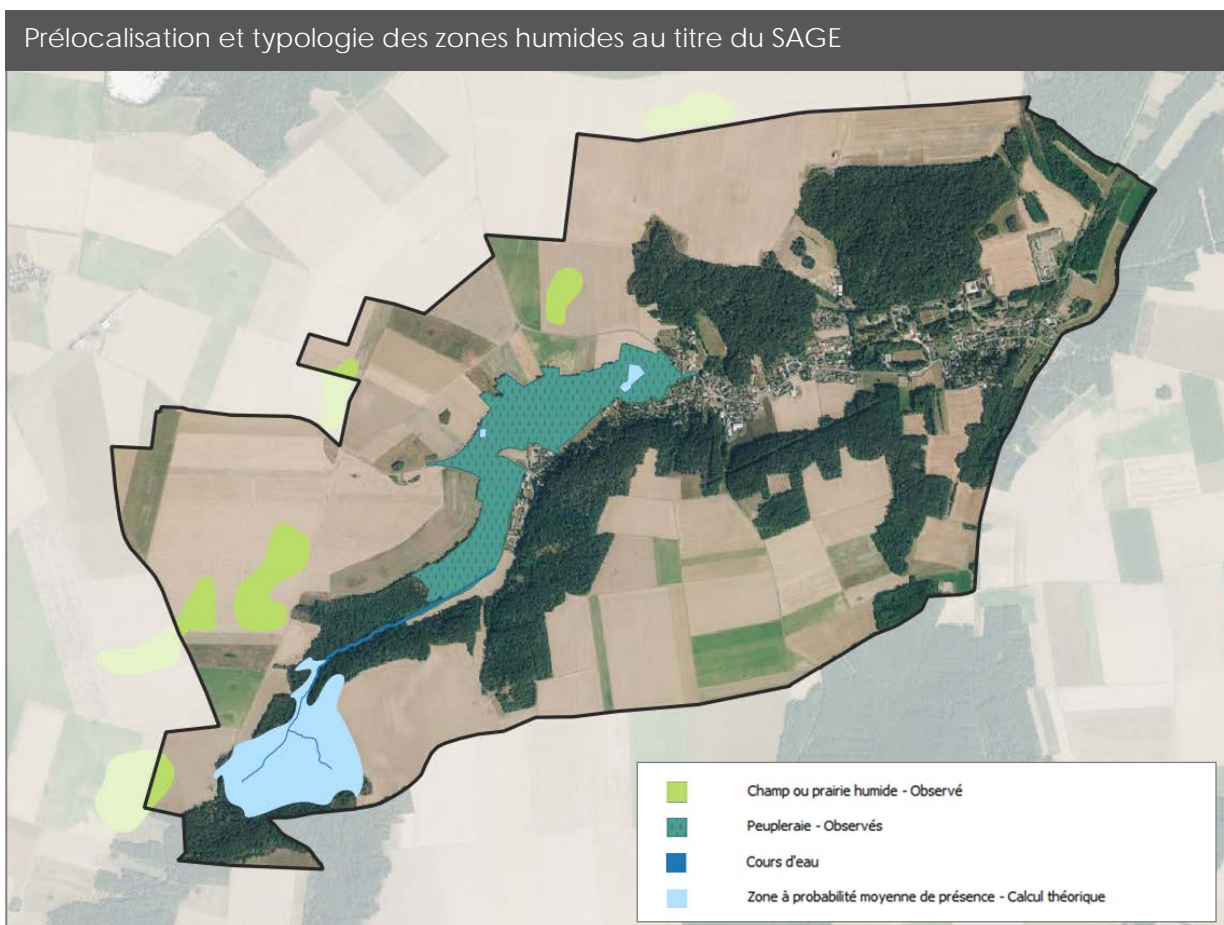 Prélocalisation et typologie des zones humides au titre du SAGE
Champ ou prairie humide - Observé
Peupleraie - Observés
Cours d'eau
Zone à probabilité moyenne de présence - Calcul théorique